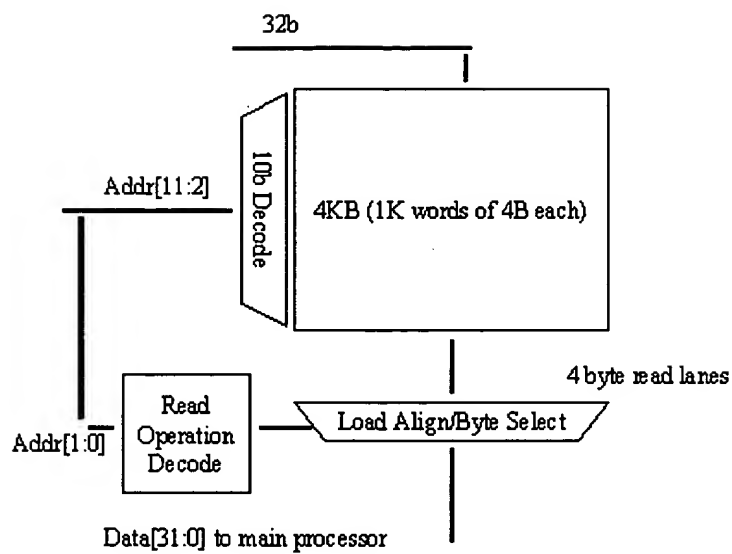 32b
Addr[11:2]
10b Decode
4KB (1K words of 4B each)
4 byte read lanes
Read
Operation
Decode
Load Align/Byte Select
Addr[1:0]
Data[31:0] to main processor